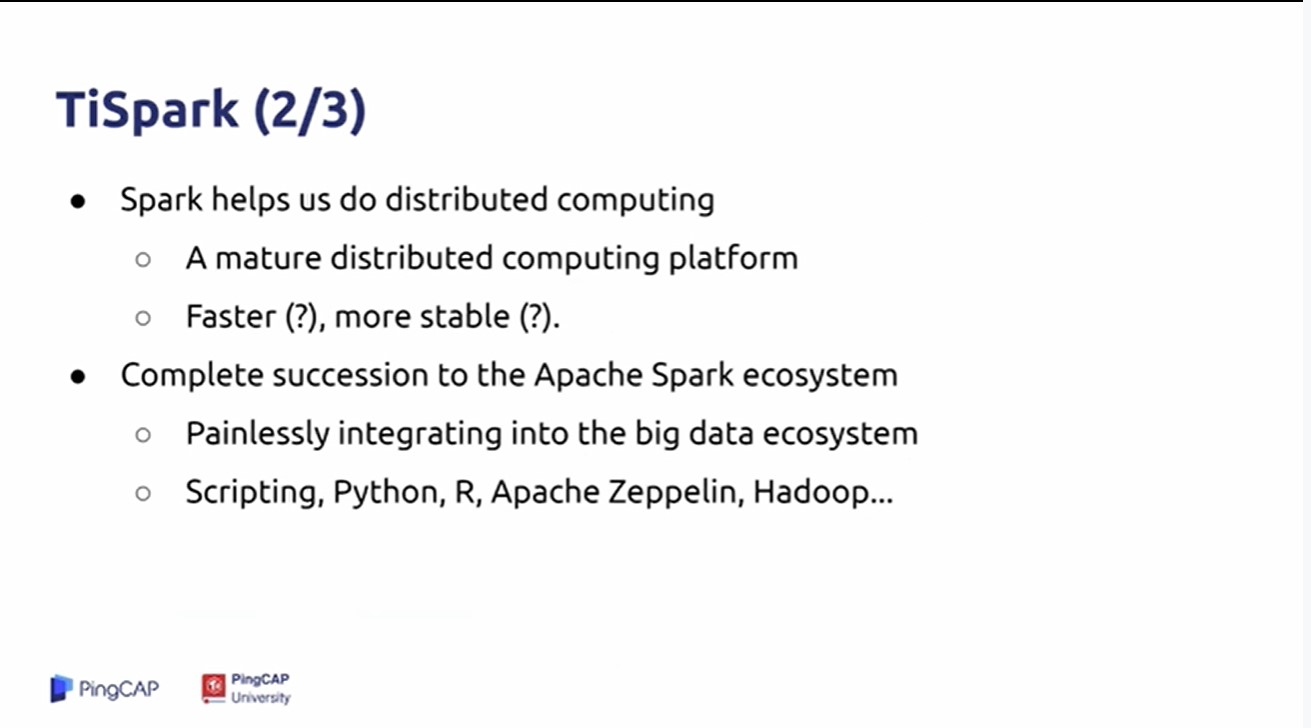 TiSpark (2/3)
● Spark helps us do distributed computing
○ A mature distributed computing platform
○ Faster (?), more stable (?).
● Complete succession to the Apache Spark ecosystem
○ Painlessly integrating into the big data ecosystem
○ Scripting, Python, R, Apache Zeppelin, Hadoop...
PingCAP
PingCAP
University